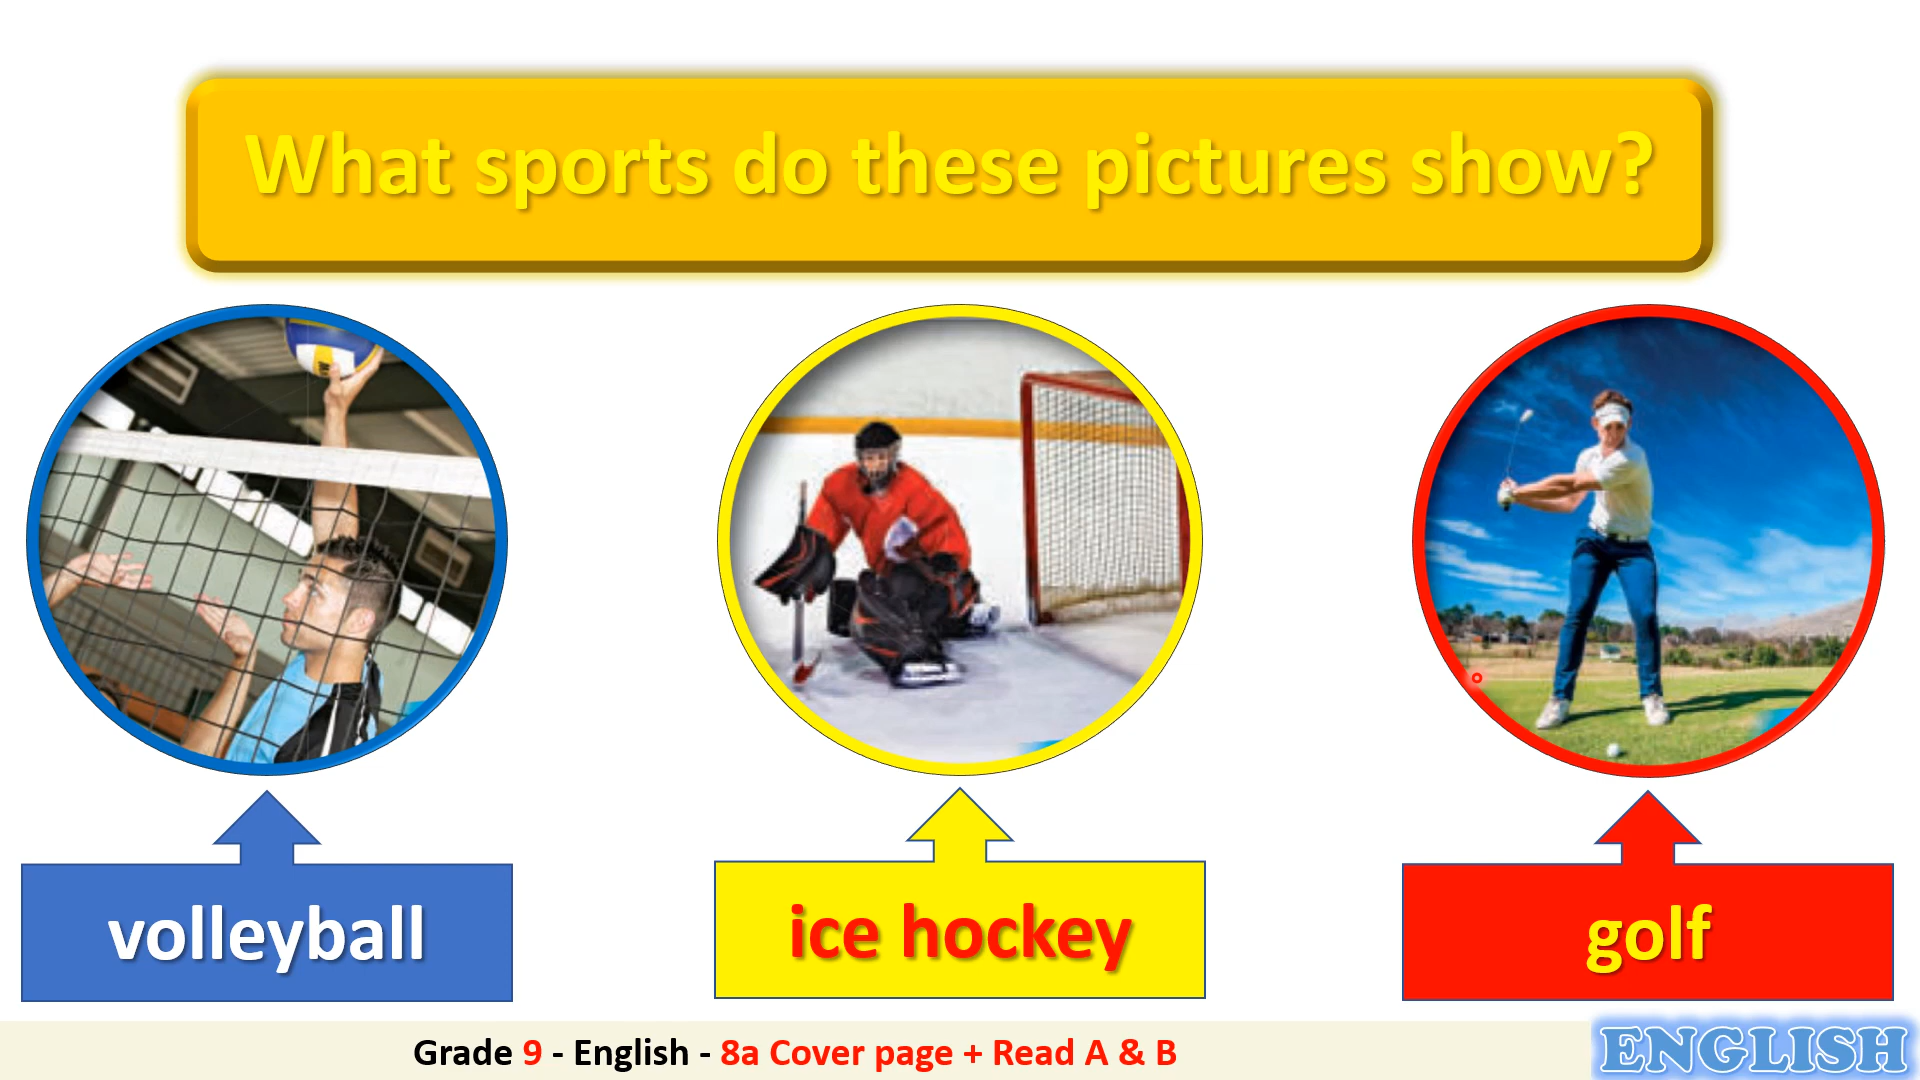 What sports do these pictures show?
volleyball
ice hockey
golf
Grade 9 - English - 8a Cover page + Read A & B
ENGLISH